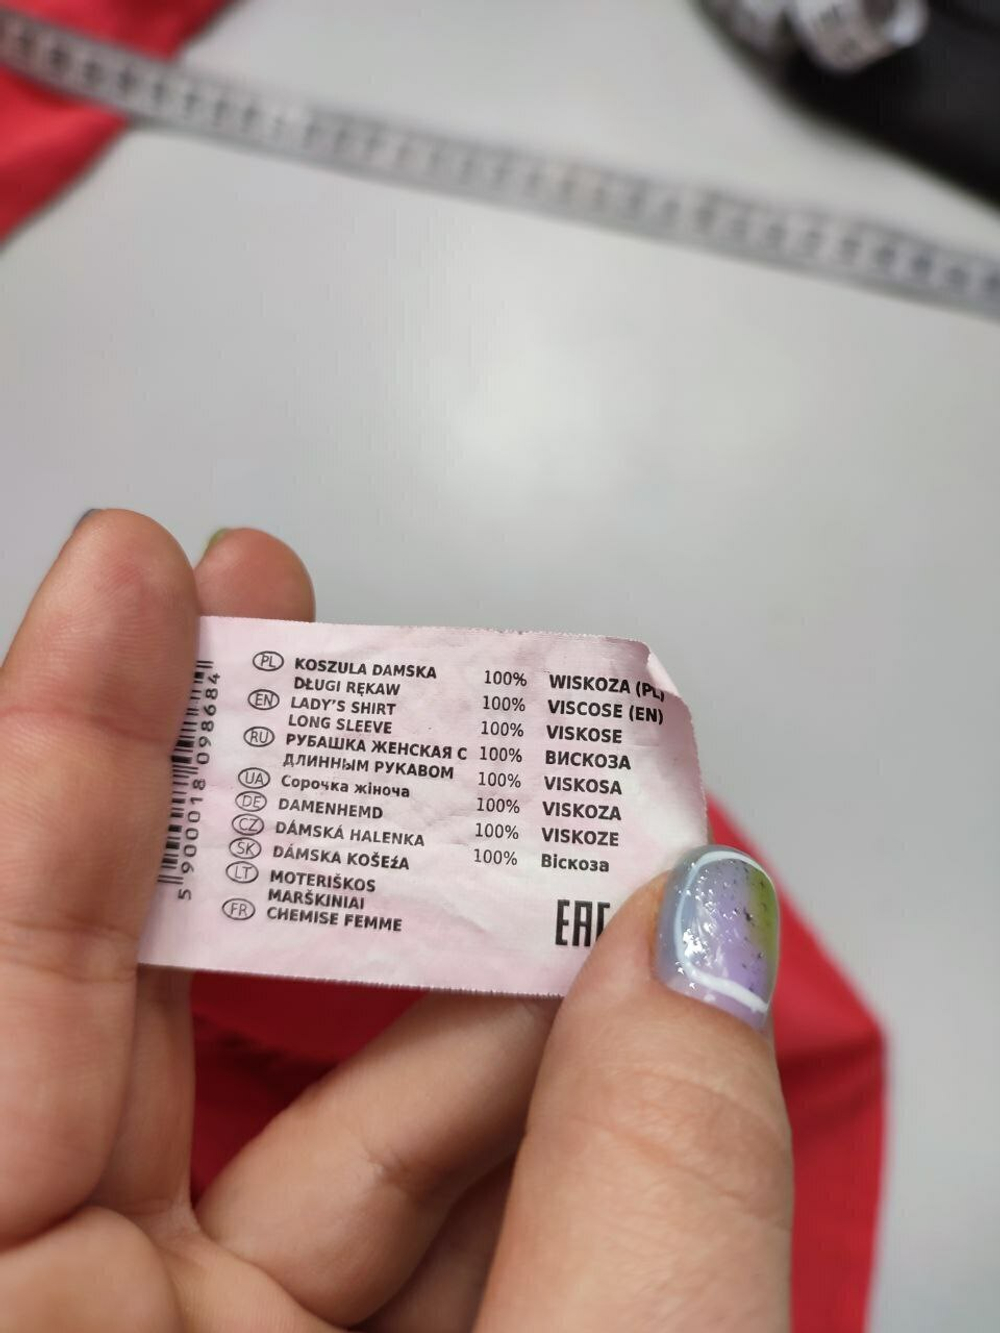 PL KOSZULA DAMSKA
DŁUGI RĘKAW
EN LADY'S SHIRT
LONG SLEEVE
RU РУБАШКА ЖЕНСКАЯ С
ДЛИННЫМ РУКАВОМ
UA Сорочка жіноча
DE DAMENHEMD
CZ DÁMSKÁ HALENKA
SK DÁMSKA KOŠEźA
LT MOTERIŠKOS
MARŠKINIAI
FR CHEMISE FEMME
100% WISKOZA (PL)
100% VISCOSE (EN)
100% VISKOSE
100% ВИСКОЗА
100% VISKOSA
100% VISKOZA
100% VISKOZE
100% Віскоза
EAC
5 900018 098684